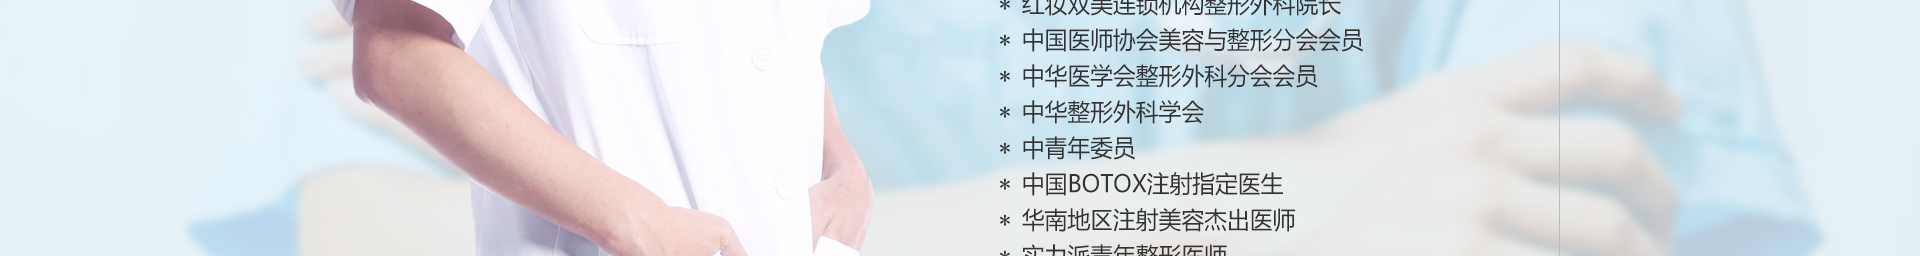 * 红妆双美连锁机构整形外科院长
* 中国医师协会美容与整形分会会员
* 中华医学会整形外科分会会员
* 中华整形外科学会
* 中青年委员
* 中国BOTOX注射指定医生
* 华南地区注射美容杰出医师
* 实力派青年整形医师